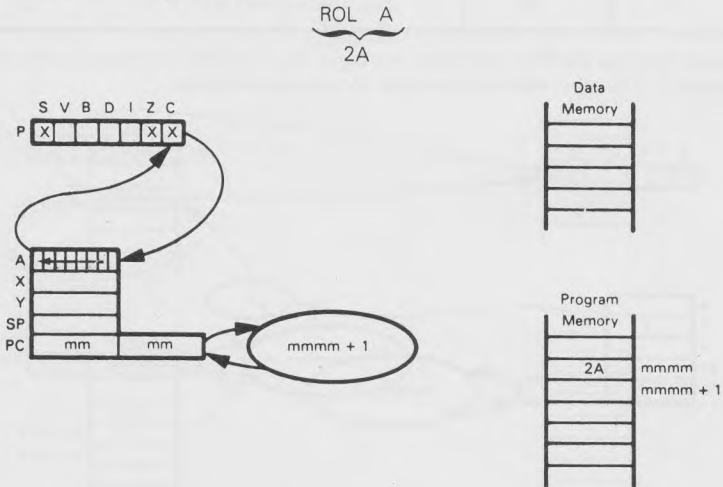 ROL A
2A
S V B D I Z C
P X X X
Data
Memory
A
X
Y
SP
PC mm mm
mmmm + 1
Program
Memory
2A mmmm
mmmm + 1